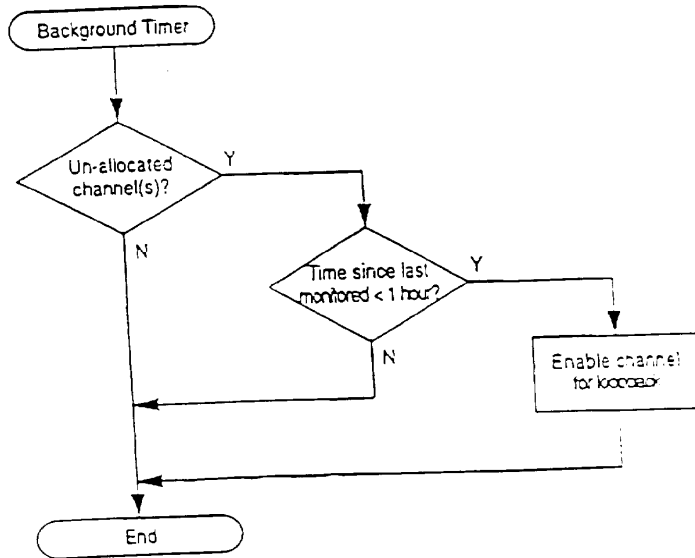 Background Timer
Un-allocated
channel(s)?
Y
N
Time since last
monitored < 1 hour?
Y
N
Enable channel
for loopback
End